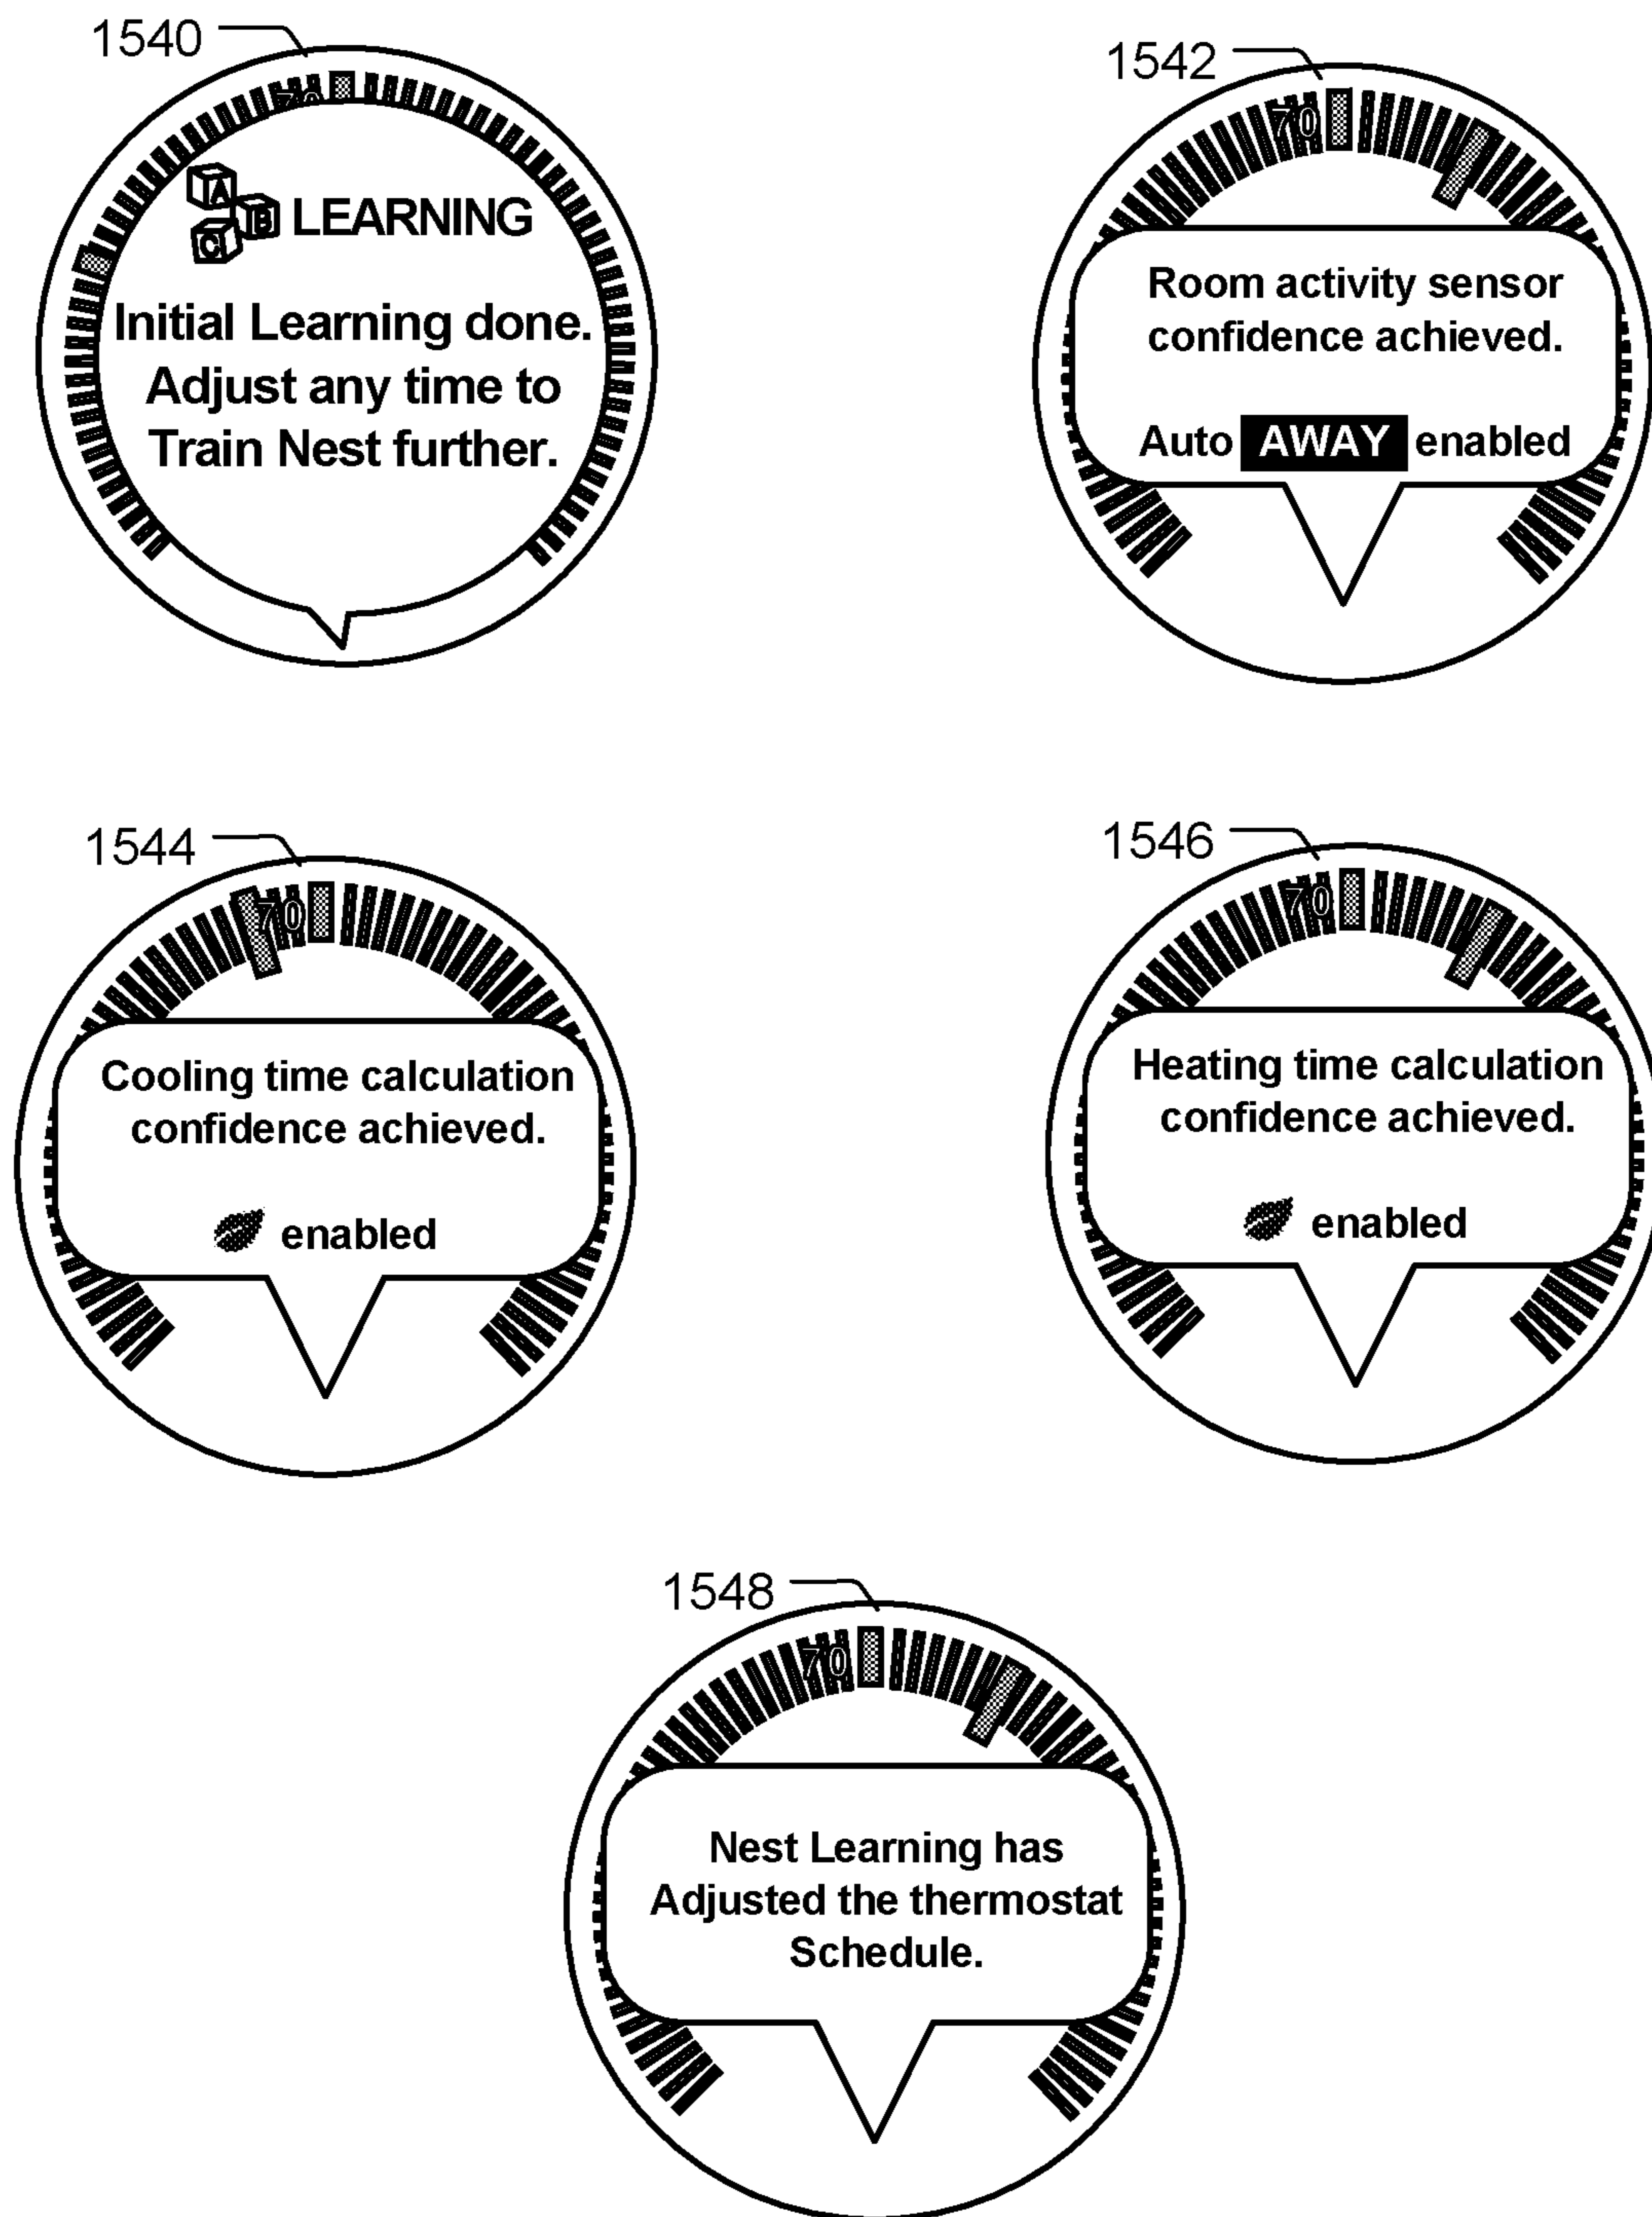 1540
70
A
B
C
LEARNING
Initial Learning done.
Adjust any time to
Train Nest further.
1542
70
Room activity sensor
confidence achieved.
Auto AWAY enabled
1544
70
Cooling time calculation
confidence achieved.
enabled
1546
70
Heating time calculation
confidence achieved.
enabled
1548
70
Nest Learning has
Adjusted the thermostat
Schedule.